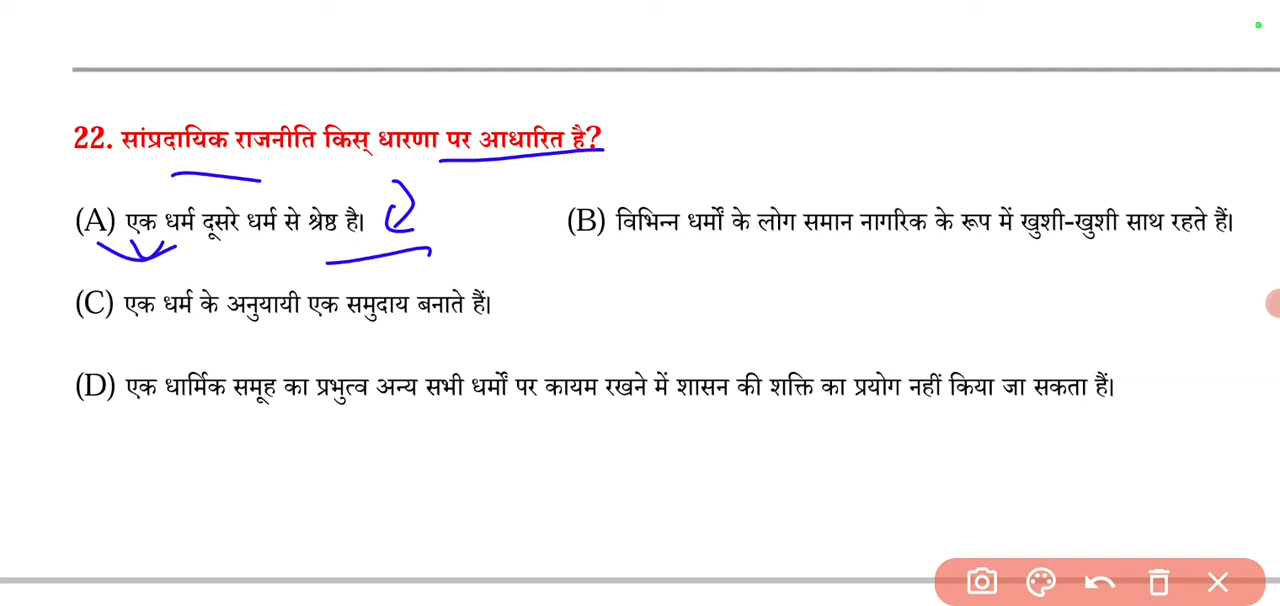 22. सांप्रदायिक राजनीति किस् धारणा पर आधारित है?
(A) एक धर्म दूसरे धर्म से श्रेष्ठ है। (B) विभिन्न धर्मों के लोग समान नागरिक के रूप में खुशी-खुशी साथ रहते हैं।
(C) एक धर्म के अनुयायी एक समुदाय बनाते हैं।
(D) एक धार्मिक समूह का प्रभुत्व अन्य सभी धर्मों पर कायम रखने में शासन की शक्ति का प्रयोग नहीं किया जा सकता हैं।